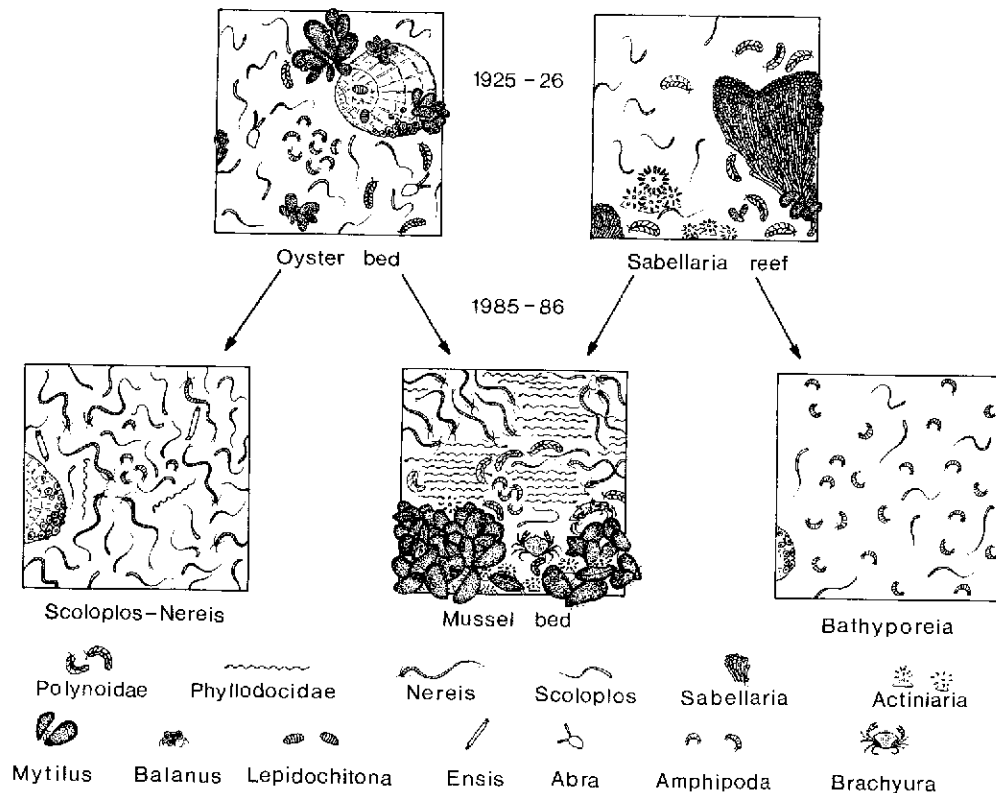 1925-26
Oyster bed
Sabellaria reef
1985-86
Scoloplos-Nereis
Mussel bed
Bathyporeia
Polynoidae Phyllodocidae Nereis Scoloplos Sabellaria Actiniaria
Mytilus Balanus Lepidochitona Ensis Abra Amphipoda Brachyura